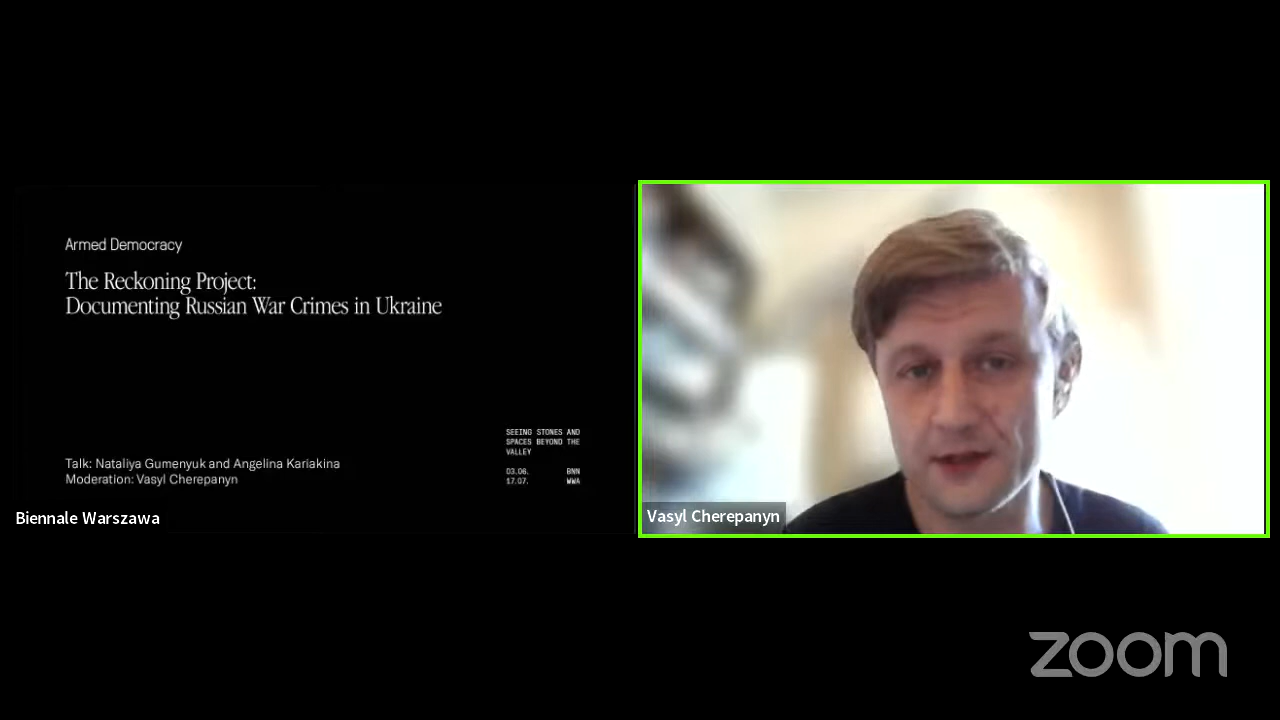 Armed Democracy
The Reckoning Project:
Documenting Russian War Crimes in Ukraine
Talk: Nataliya Gumenyuk and Angelina Kariakina
Moderation: Vasyl Cherepanyn
SEEING STONES AND
SPACES BEYOND THE
VALLEY
03.06. BNN
17.07. WWA
Biennale Warszawa
Vasyl Cherepanyn
zoom